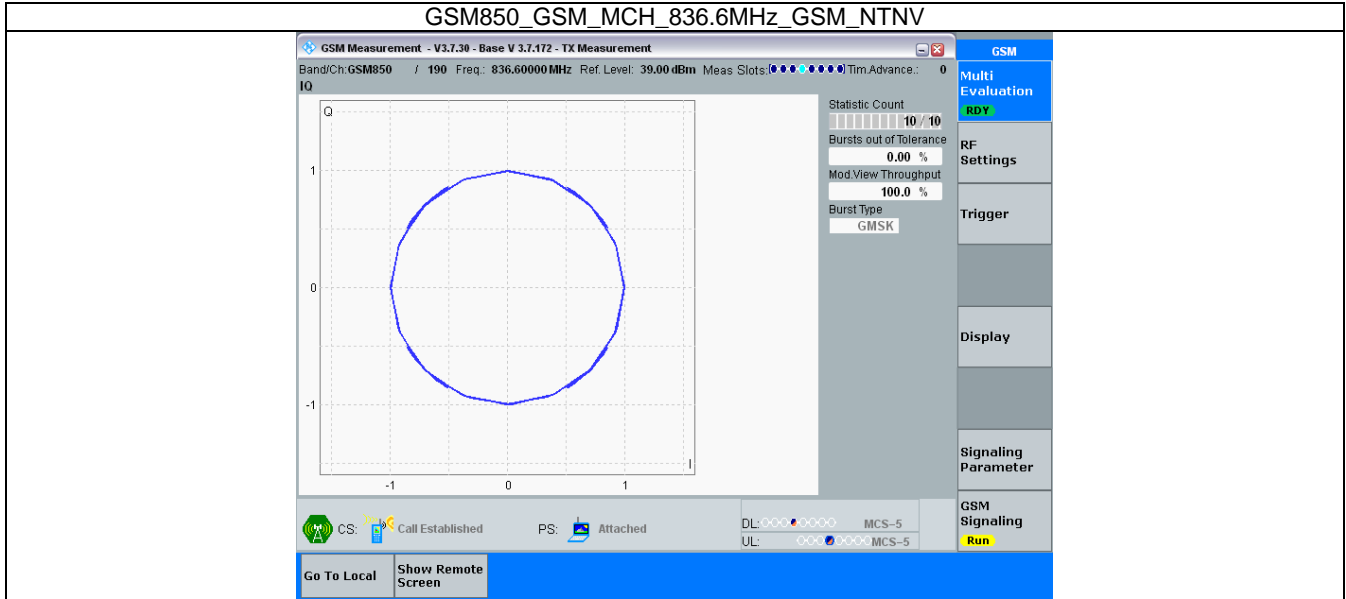 GSM850_GSM_MCH_836.6MHz_GSM_NTNV
GSM Measurement - V3.7.30 - Base V 3.7.172 - TX Measurement
GSM
Band/Ch:GSM850 / 190 Freq.: 836.60000 MHz Ref. Level: 39.00 dBm Meas Slots: Tim.Advance.: 0
IQ
Multi
Evaluation
RDY
Q
Statistic Count
10 / 10
Bursts out of Tolerance
0.00 %
Mod.View Throughput
100.0 %
Burst Type
GMSK
RF
Settings
Trigger
Display
1
0
-1
I
-1 0 1
Signaling
Parameter
GSM
Signaling
Run
CS: Call Established PS: Attached
DL: MCS-5
UL: MCS-5
Go To Local
Show Remote
Screen